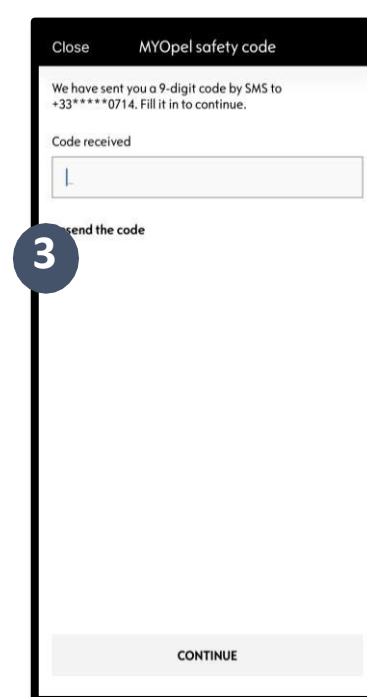 Close MYOpel safety code
We have sent you a 9-digit code by SMS to
+33*****0714. Fill it in to continue.
Code received
send the code
3
CONTINUE